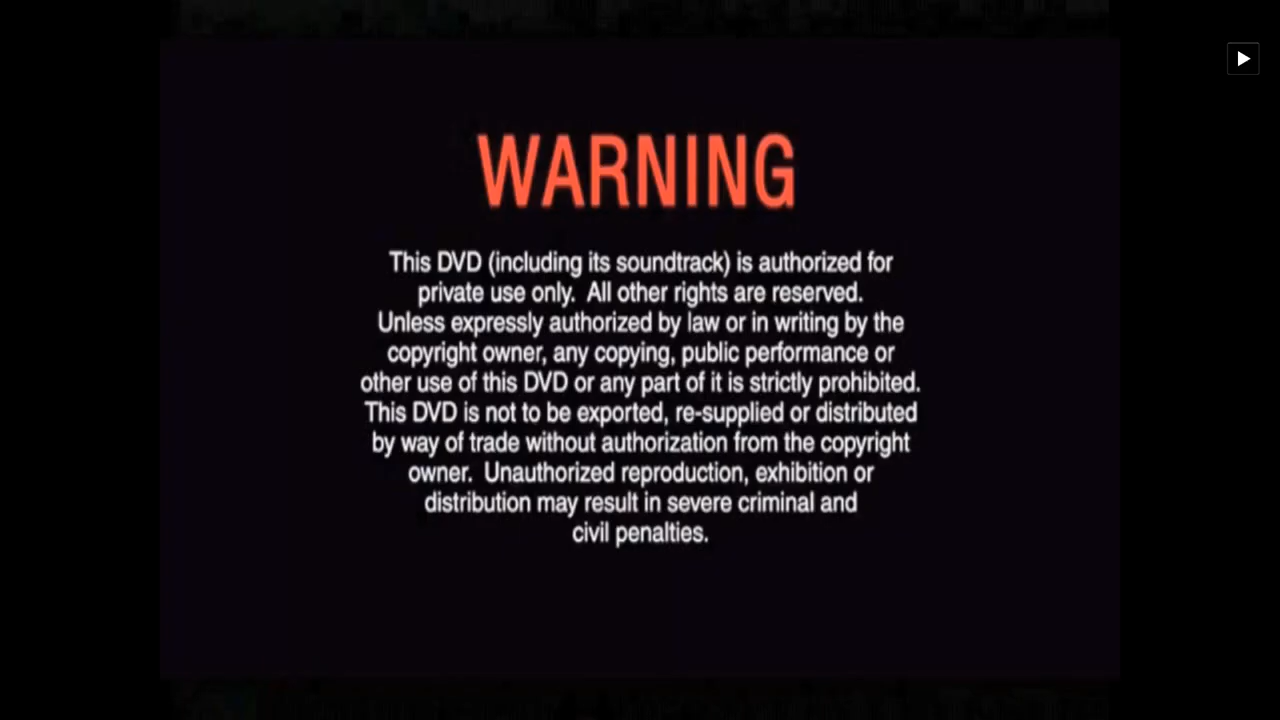 WARNING
This DVD (including its soundtrack) is authorized for
private use only.  All other rights are reserved.
Unless expressly authorized by law or in writing by the
copyright owner, any copying, public performance or
other use of this DVD or any part of it is strictly prohibited.
This DVD is not to be exported, re-supplied or distributed
by way of trade without authorization from the copyright
owner.  Unauthorized reproduction, exhibition or
distribution may result in severe criminal and
civil penalties.